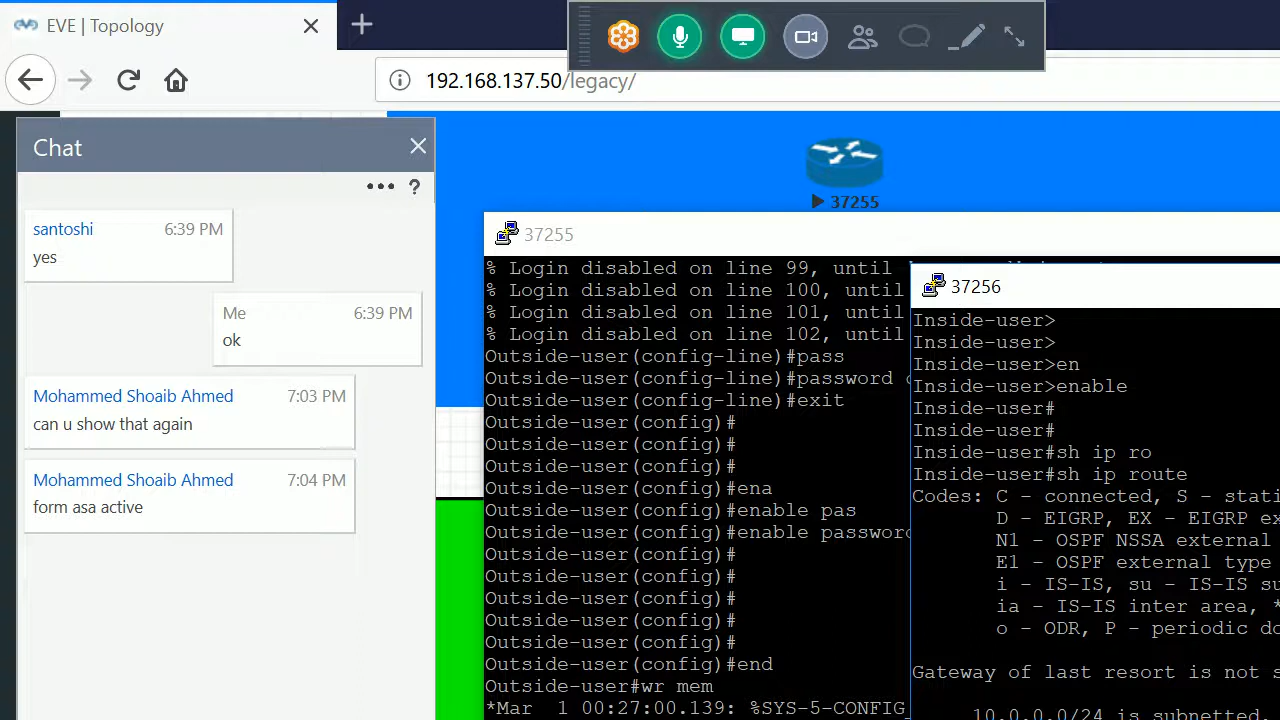 EVE | Topology
192.168.137.50/legacy/
Chat
santoshi 6:39 PM
yes
Me 6:39 PM
ok
Mohammed Shoaib Ahmed 7:03 PM
can u show that again
Mohammed Shoaib Ahmed 7:04 PM
form asa active
37255
37255
% Login disabled on line 99, until
% Login disabled on line 100, until
% Login disabled on line 101, until
% Login disabled on line 102, until
Outside-user(config-line)#pass
Outside-user(config-line)#password
Outside-user(config-line)#exit
Outside-user(config)#
Outside-user(config)#
Outside-user(config)#
Outside-user(config)#ena
Outside-user(config)#enable pas
Outside-user(config)#enable password
Outside-user(config)#
Outside-user(config)#
Outside-user(config)#
Outside-user(config)#
Outside-user(config)#
Outside-user(config)#end
Outside-user#wr mem
*Mar  1 00:27:00.139: %SYS-5-CONFIG_
37256
Inside-user>
Inside-user>
Inside-user>en
Inside-user>enable
Inside-user#
Inside-user#
Inside-user#sh ip ro
Inside-user#sh ip route
Codes: C - connected, S - stati
D - EIGRP, EX - EIGRP ex
N1 - OSPF NSSA external
E1 - OSPF external type
i - IS-IS, su - IS-IS su
ia - IS-IS inter area, *
o - ODR, P - periodic do
Gateway of last resort is not s
10.0.0.0/24 is subnetted